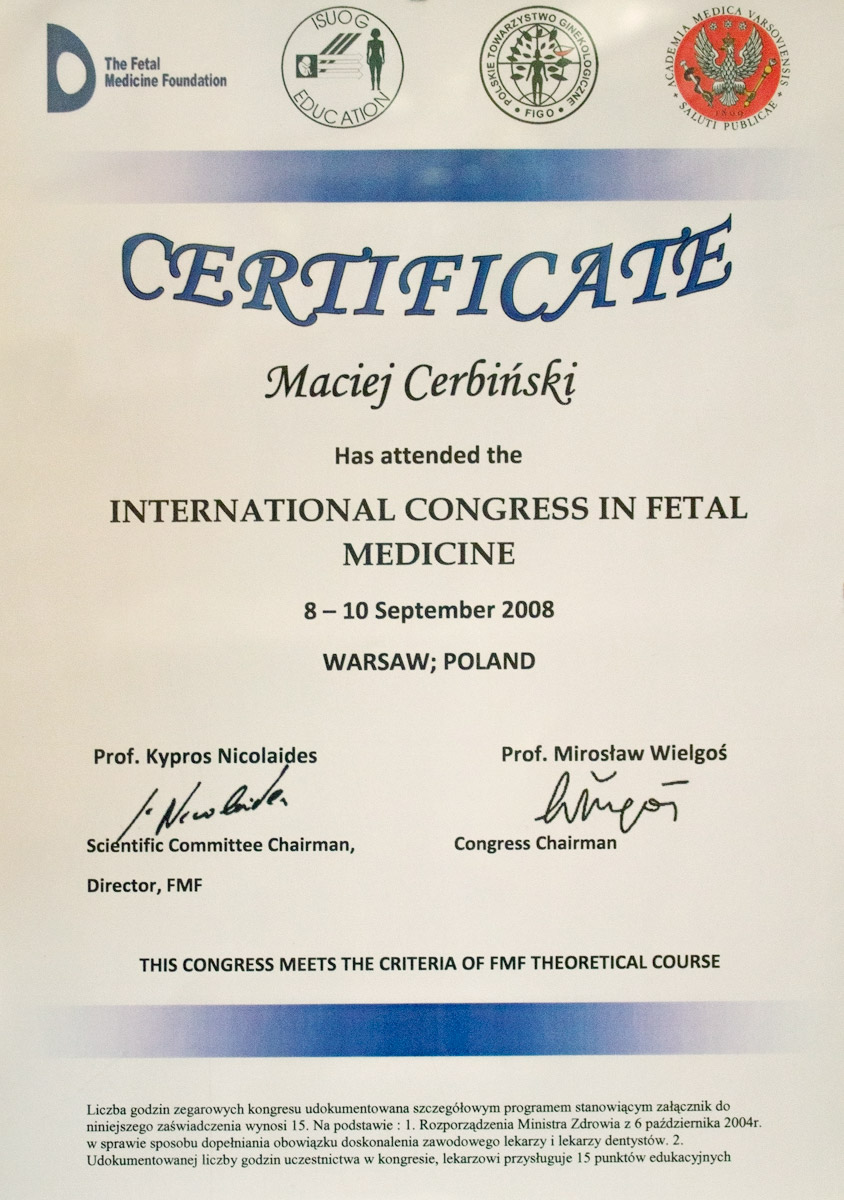 The Fetal
Medicine Foundation
ISUOG
EDUCATION
POLSKIE TOWARZYSTWO GINEKOLOGICZNE
• FIGO •
ACADEMIA MEDICA VARSOVIENSIS
SALUTI PUBLICAE
1809
CERTIFICATE
Maciej Cerbiński
Has attended the
INTERNATIONAL CONGRESS IN FETAL
MEDICINE
8 – 10 September 2008
WARSAW; POLAND
Prof. Kypros Nicolaides
Prof. Mirosław Wielgoś
Scientific Committee Chairman,
Congress Chairman
Director, FMF
THIS CONGRESS MEETS THE CRITERIA OF FMF THEORETICAL COURSE
Liczba godzin zegarowych kongresu udokumentowana szczegółowym programem stanowiącym załącznik do
niniejszego zaświadczenia wynosi 15. Na podstawie : 1. Rozporządzenia Ministra Zdrowia z 6 października 2004r.
w sprawie sposobu dopełniania obowiązku doskonalenia zawodowego lekarzy i lekarzy dentystów. 2.
Udokumentowanej liczby godzin uczestnictwa w kongresie, lekarzowi przysługuje 15 punktów edukacyjnych